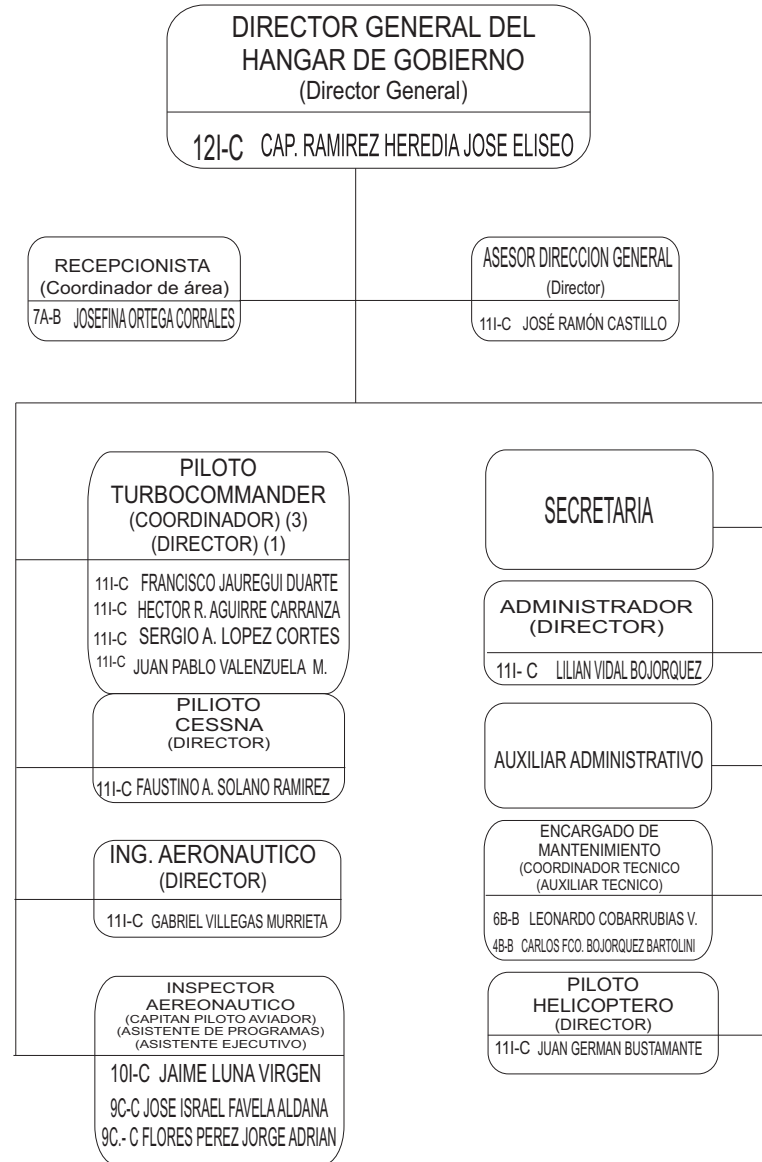 DIRECTOR GENERAL DEL
HANGAR DE GOBIERNO
(Director General)
12I-C CAP. RAMIREZ HEREDIA JOSE ELISEO
RECEPCIONISTA
(Coordinador de área)
7A-B JOSEFINA ORTEGA CORRALES
ASESOR DIRECCION GENERAL
(Director)
11I-C JOSÉ RAMÓN CASTILLO
PILOTO
TURBOCOMMANDER
(COORDINADOR) (3)
(DIRECTOR) (1)
11I-C FRANCISCO JAUREGUI DUARTE
11I-C HECTOR R. AGUIRRE CARRANZA
11I-C SERGIO A. LOPEZ CORTES
11I-C JUAN PABLO VALENZUELA M.
PILIOTO
CESSNA
(DIRECTOR)
11I-C FAUSTINO A. SOLANO RAMIREZ
ING. AERONAUTICO
(DIRECTOR)
11I-C GABRIEL VILLEGAS MURRIETA
INSPECTOR
AEREONAUTICO
(CAPITAN PILOTO AVIADOR)
(ASISTENTE DE PROGRAMAS)
(ASISTENTE EJECUTIVO)
10I-C JAIME LUNA VIRGEN
9C-C JOSE ISRAEL FAVELA ALDANA
9C.- C FLORES PEREZ JORGE ADRIAN
SECRETARIA
ADMINISTRADOR
(DIRECTOR)
11I- C LILIAN VIDAL BOJORQUEZ
AUXILIAR ADMINISTRATIVO
ENCARGADO DE
MANTENIMIENTO
(COORDINADOR TECNICO
(AUXILIAR TECNICO)
6B-B LEONARDO COBARRUBIAS V.
4B-B CARLOS FCO. BOJORQUEZ BARTOLINI
PILOTO
HELICOPTERO
(DIRECTOR)
11I-C JUAN GERMAN BUSTAMANTE